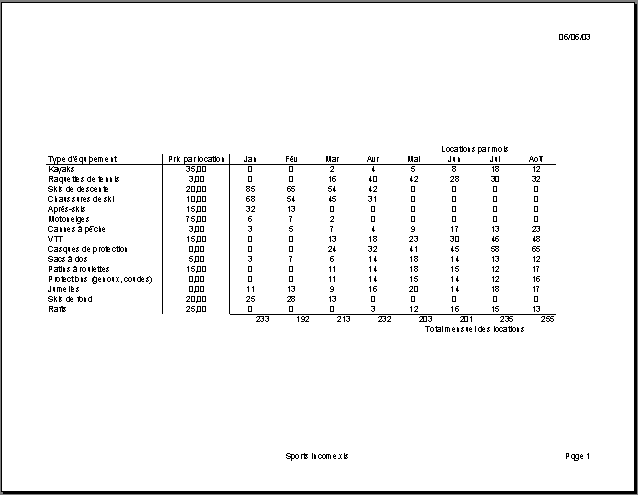 06/06/03
Locations par mois
Type d'équipement Prix par location Jan Fév Mar Avr Mai Jun Jul Aoû
Kayaks 35,00 0 0 2 4 5 8 18 12
Raquettes de tennis 3,00 0 0 16 40 42 28 30 32
Skis de descente 20,00 85 65 54 42 0 0 0 0
Chaussures de ski 10,00 68 54 45 31 0 0 0 0
Après-skis 15,00 32 13 0 0 0 0 0 0
Motoneiges 75,00 6 7 2 0 0 0 0 0
Cannes à pêche 3,00 3 5 7 4 9 17 13 23
VTT 15,00 0 0 13 18 23 30 46 48
Casques de protection 0,00 0 0 24 32 41 45 58 65
Sacs à dos 5,00 3 7 6 14 18 14 13 12
Patins à roulettes 15,00 0 0 11 14 18 15 12 17
Protections (genoux, coudes) 0,00 0 0 11 14 15 14 12 16
Jumelles 0,00 11 13 9 16 20 14 18 17
Skis de fond 20,00 25 28 13 0 0 0 0 0
Rafts 25,00 0 0 0 3 12 16 15 13
233 192 213 232 203 201 235 255
Total mensuel des locations
Sports Income.xls Page 1